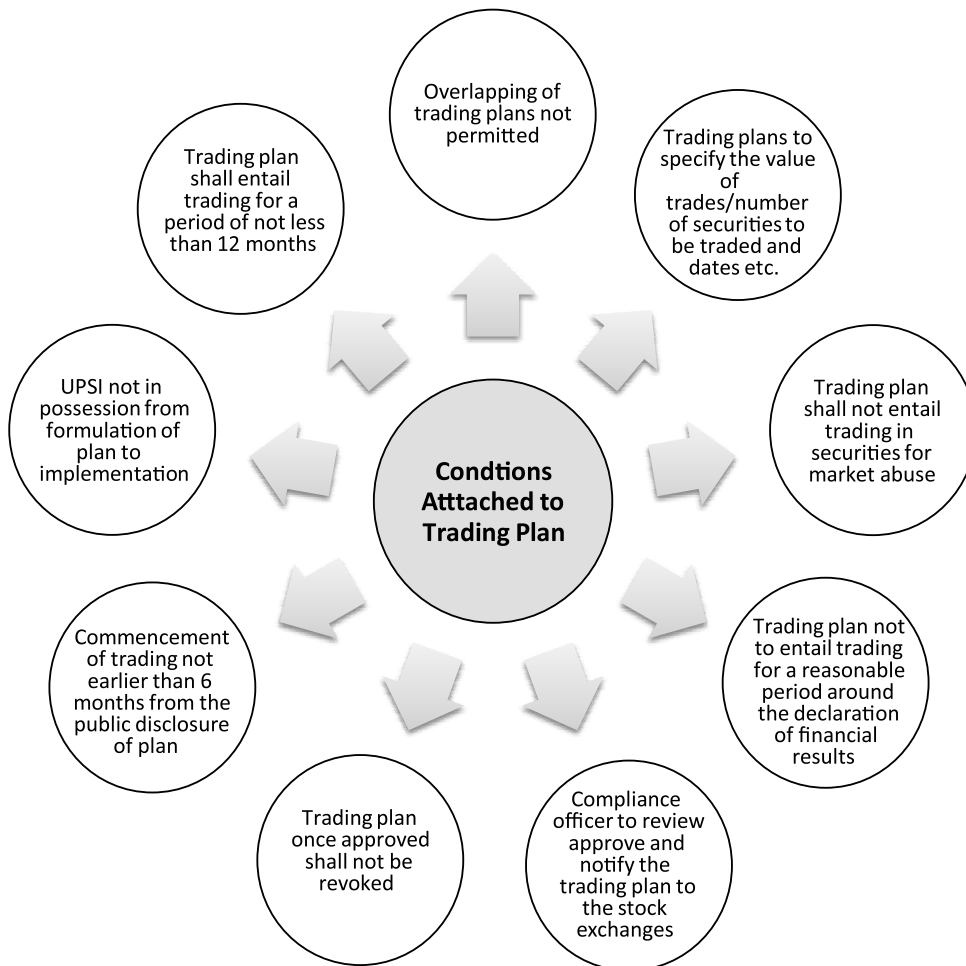 Overlapping of
trading plans not
permitted
Trading plans to
specify the value
of
trades/number
of securities to
be traded and
dates etc.
Trading plan
shall not entail
trading in
securities for
market abuse
Trading plan not
to entail trading
for a reasonable
period around
the declaration
of financial
results
Compliance
officer to review
approve and
notify the
trading plan to
the stock
exchanges
Trading plan
once approved
shall not be
revoked
Commencement
of trading not
earlier than 6
months from the
public disclosure
of plan
UPSI not in
possession from
formulation of
plan to
implementation
Trading plan
shall entail
trading for a
period of not less
than 12 months
Condtions
Atttached to
Trading Plan